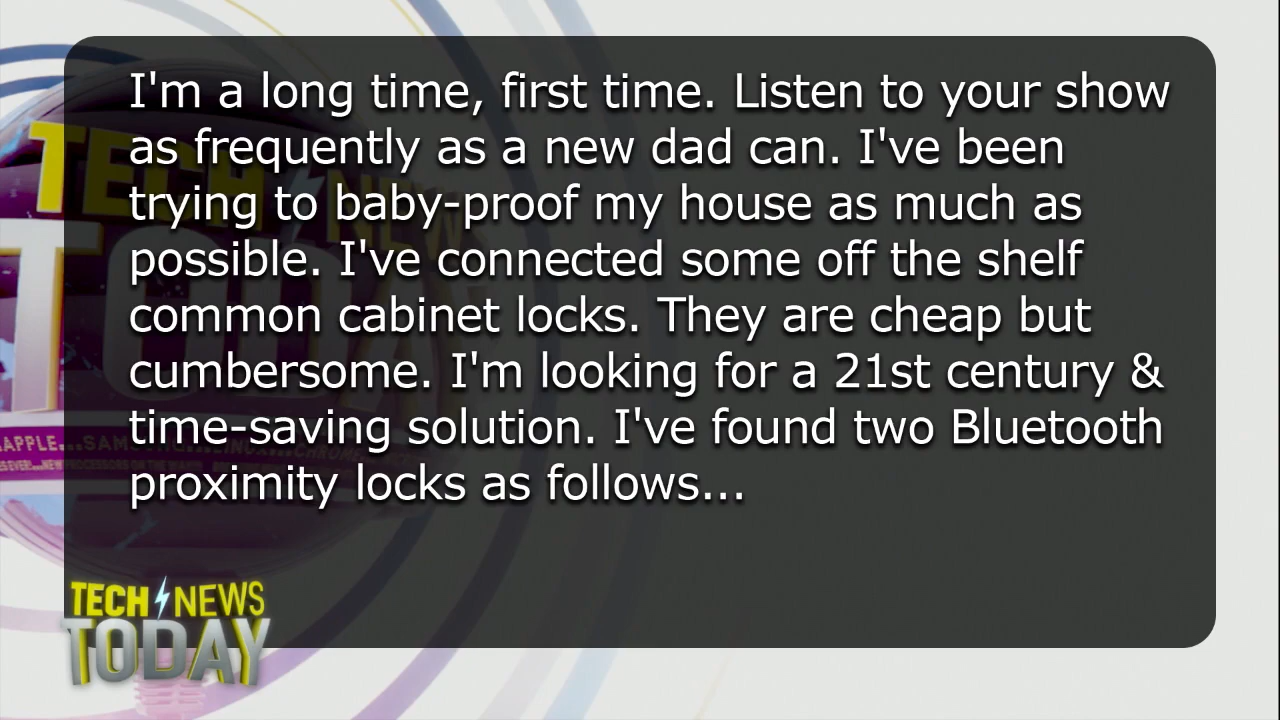 I'm a long time, first time. Listen to your show
as frequently as a new dad can. I've been
trying to baby-proof my house as much as
possible. I've connected some off the shelf
common cabinet locks. They are cheap but
cumbersome. I'm looking for a 21st century &
time-saving solution. I've found two Bluetooth
proximity locks as follows...
TECH NEWS
TODAY
APPLE...